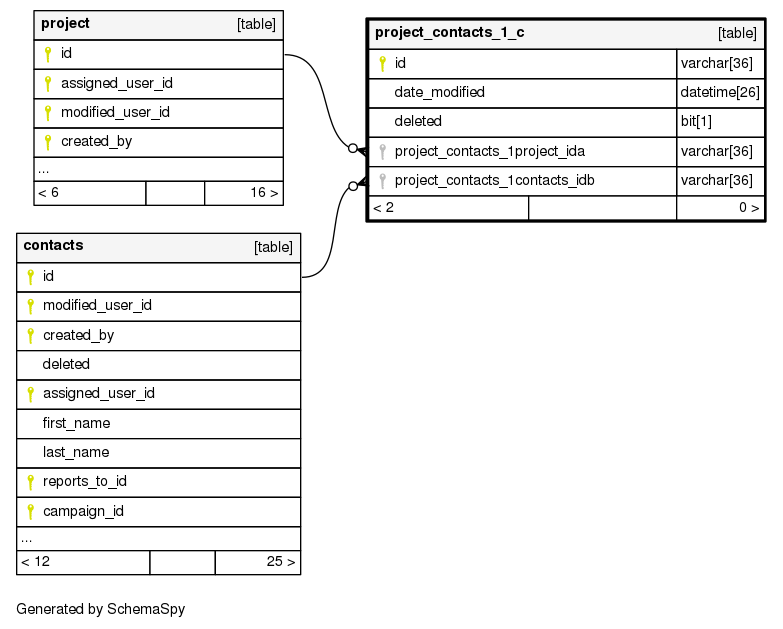 project [table]
id
assigned_user_id
modified_user_id
created_by
...
< 6 16 >
project_contacts_1_c [table]
id varchar[36]
date_modified datetime[26]
deleted bit[1]
project_contacts_1project_ida varchar[36]
project_contacts_1contacts_idb varchar[36]
< 2 0 >
contacts [table]
id
modified_user_id
created_by
deleted
assigned_user_id
first_name
last_name
reports_to_id
campaign_id
...
< 12 25 >
Generated by SchemaSpy